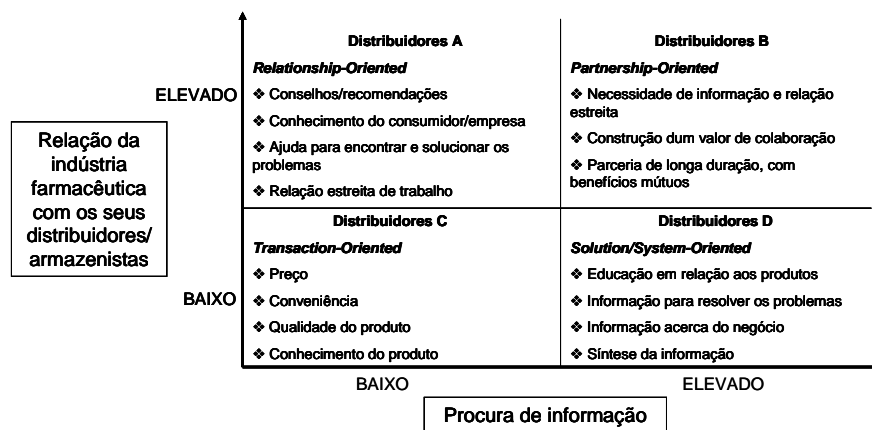 Distribuidores A
Relationship-Oriented
❖ Conselhos/recomendações
❖ Conhecimento do consumidor/empresa
❖ Ajuda para encontrar e solucionar os
problemas
❖ Relação estreita de trabalho
Distribuidores B
Partnership-Oriented
❖ Necessidade de informação e relação
estreita
❖ Construção dum valor de colaboração
❖ Parceria de longa duração, com
benefícios mútuos
ELEVADO
Relação da
indústria
farmacêutica
com os seus
distribuidores/
armazenistas
BAIXO
Distribuidores C
Transaction-Oriented
❖ Preço
❖ Conveniência
❖ Qualidade do produto
❖ Conhecimento do produto
Distribuidores D
Solution/System-Oriented
❖ Educação em relação aos produtos
❖ Informação para resolver os problemas
❖ Informação acerca do negócio
❖ Síntese da informação
BAIXO
ELEVADO
Procura de informação